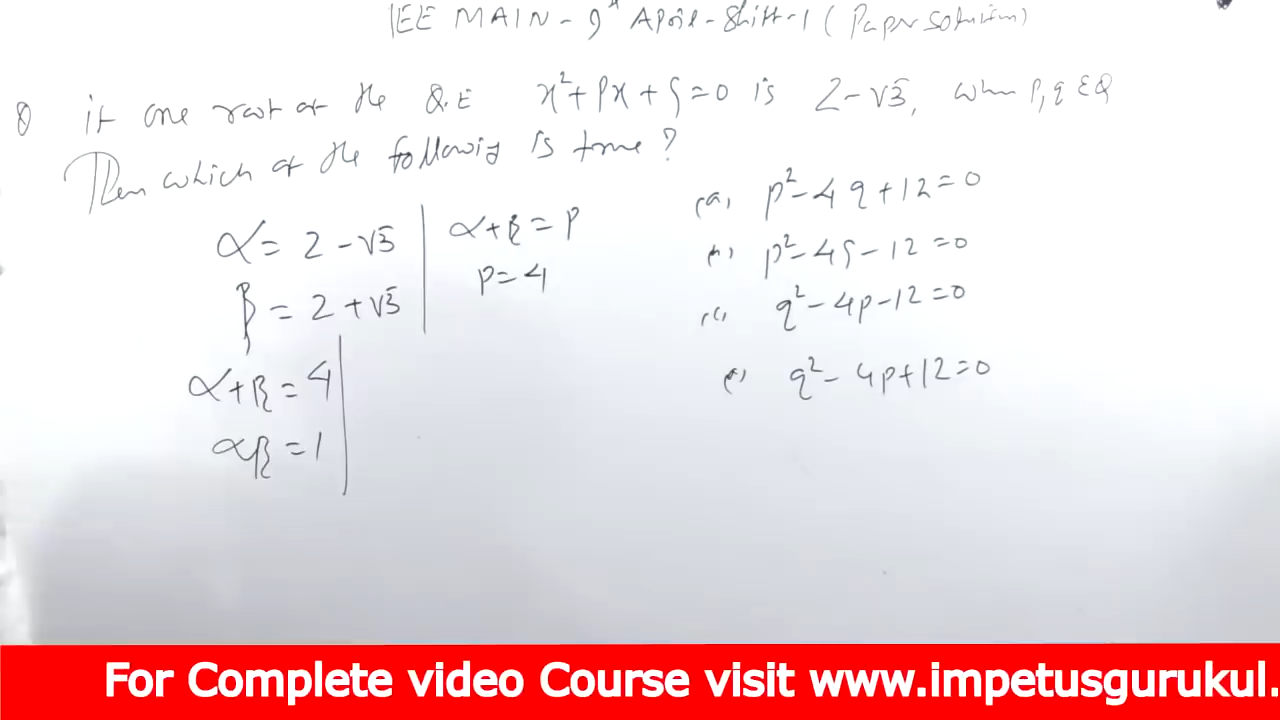 JEE MAIN - 9th April - Shift-1 (Paper solution)
Q if one root of the Q.E x²+px+q=0 is 2-√3, when p,q ∈ Q
Then which of the following is true?
α = 2-√3
β = 2+√3
α+β = 4
αβ = 1
α+β = p
p = 4
(a) p²-4q+12=0
(b) p²-4q-12=0
(c) q²-4p-12=0
q²-4p+12=0
For Complete video Course visit www.impetusgurukul.